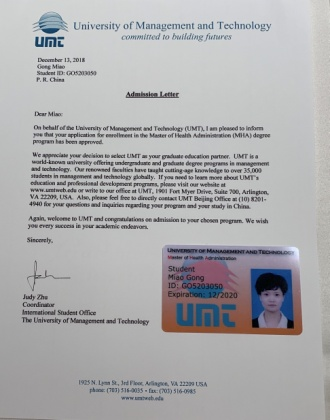 University of Management and Technology
committed to building futures
UMT
December 13, 2018
Gong Miao
Student ID: GO5203050
P. R. China
Admission Letter
Dear Miao:
On behalf of the University of Management and Technology (UMT), I am pleased to inform
you that your application for enrollment in the Master of Health Administration (MHA) degree
program has been approved.
We appreciate your decision to select UMT as your graduate education partner. UMT is a
world-known university offering undergraduate and graduate degree programs in management
and technology. Our renowned faculties have taught cutting-age knowledge to over 35,000
students in management and technology globally. If you need to learn more about UMT's
education and professional development programs, please visit our website at
www.umtweb.edu or write to our office at UMT, 1901 Fort Myer Drive, Suite 700, Arlington,
VA 22209, USA. Also, please feel free to directly contact UMT Beijing Office at (10) 8201-
4940 for your questions and inquiries regarding your program and your study in China.
Again, welcome to UMT and congratulations on admission to your chosen program. We wish
you every success in your academic endeavors.
Sincerely,
Judy Zhu
Coordinator
International Student Office
The University of Management and Technology
UNIVERSITY OF MANAGEMENT AND TECHNOLOGY
Master of Health Administration
Student
Miao Gong
ID: GO5203050
Expiration: 12/2020
UMT
1925 N. Lynn St., 3rd Floor, Arlington, VA 22209 USA
phone: (703) 516-0035 - fax: (703) 516-0985
www.umtweb.edu